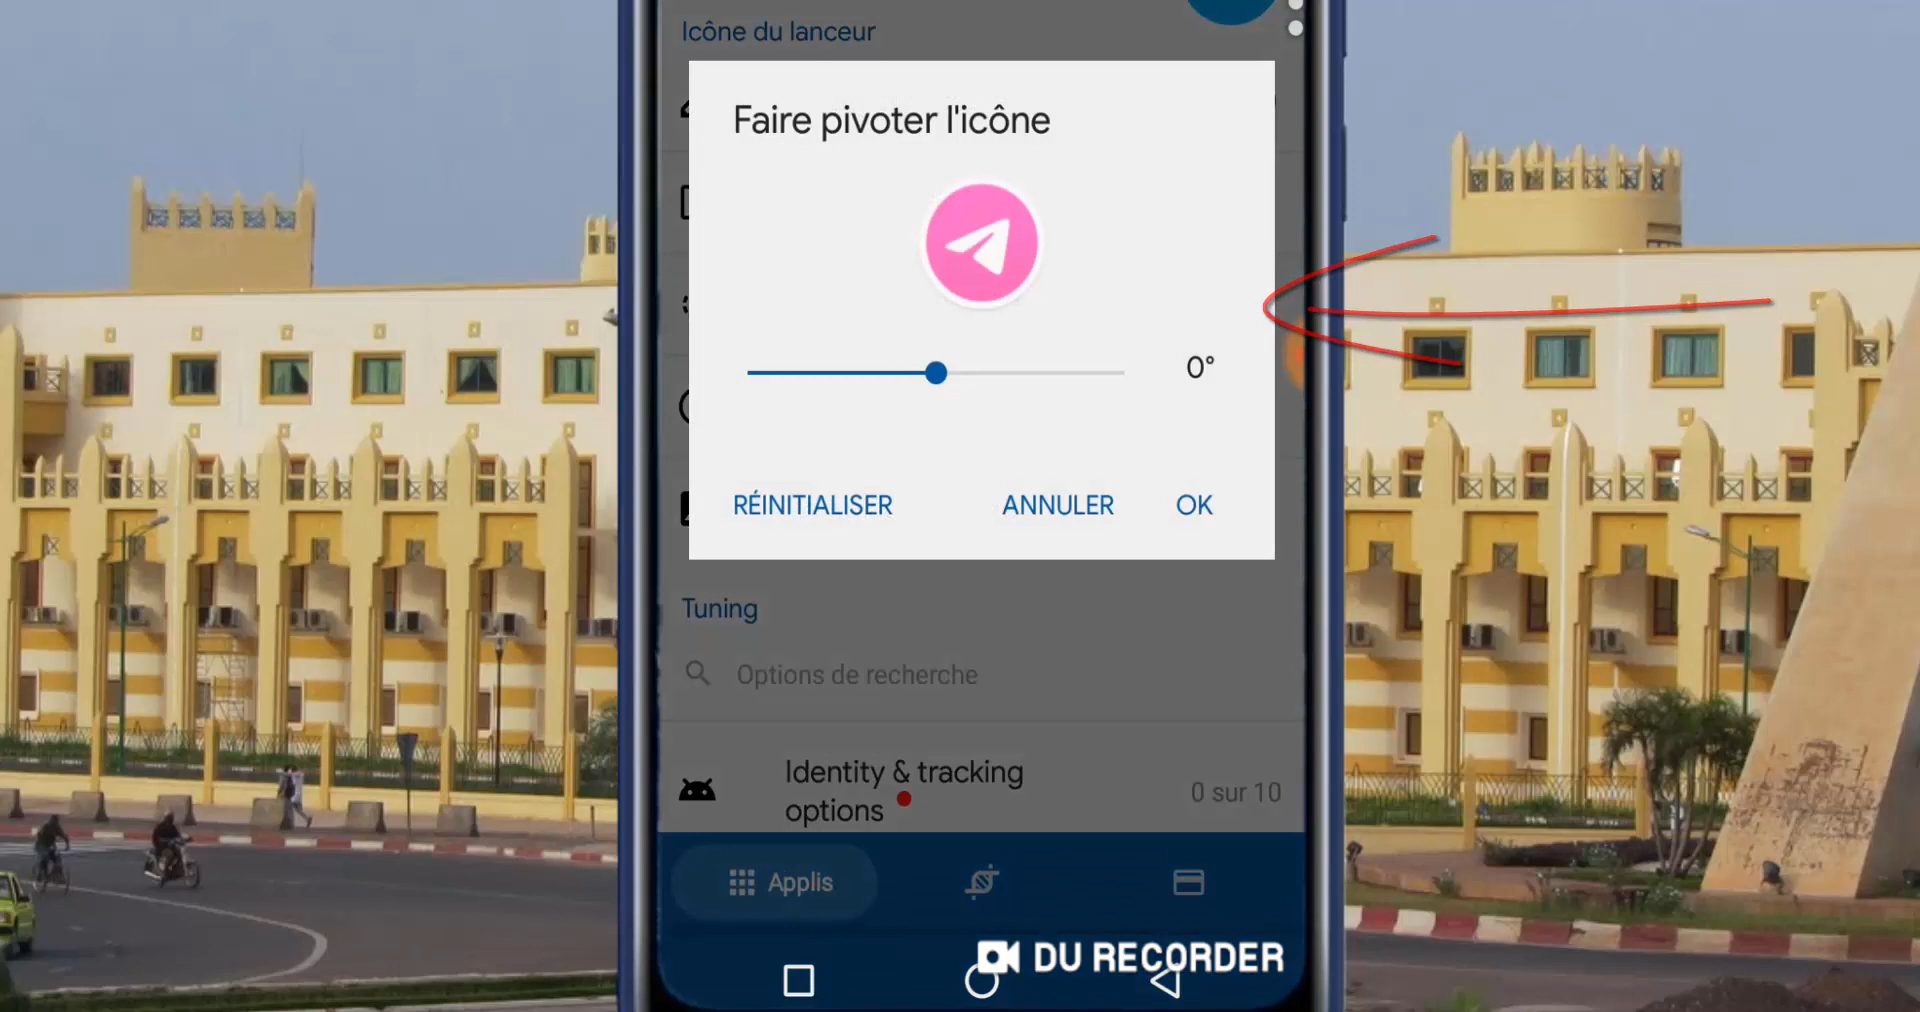 Icône du lanceur
Faire pivoter l'icône
0°
RÉINITIALISER
ANNULER
OK
Tuning
Options de recherche
Identity & tracking
options
0 sur 10
Applis
DU RECORDER